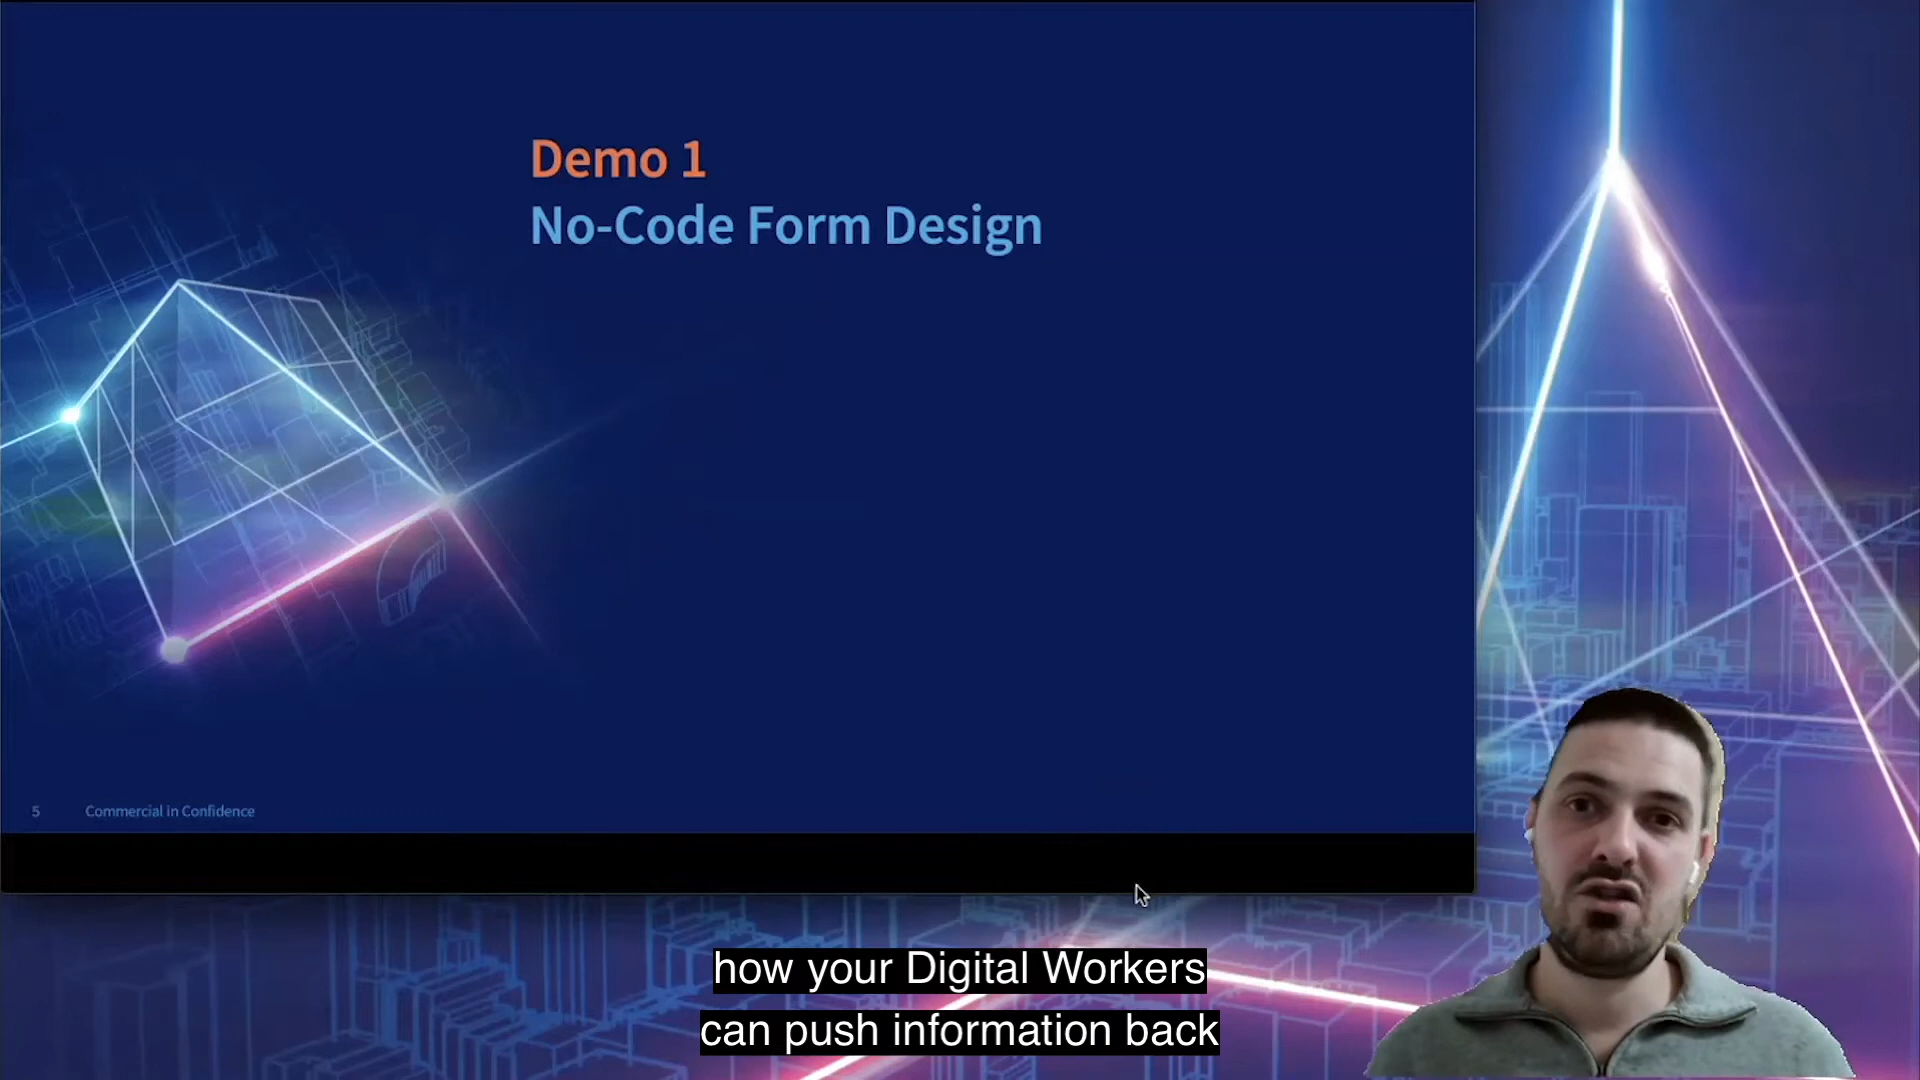 Demo 1
No-Code Form Design
5 Commercial in Confidence
how your Digital Workers
can push information back